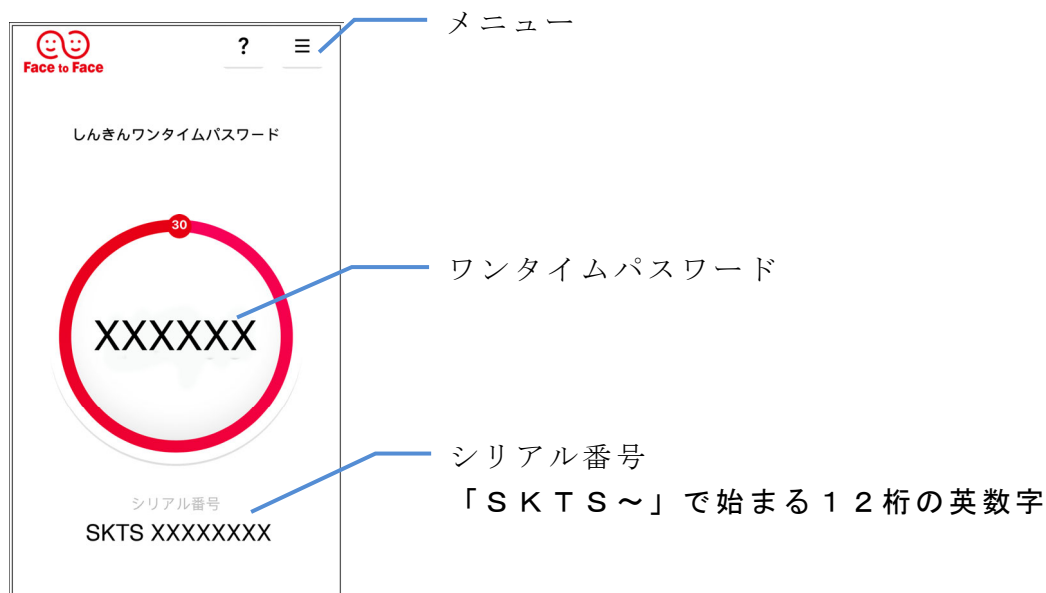 メニュー
? ≡
Face to Face
しんきんワンタイムパスワード
30
ワンタイムパスワード
XXXXXX
シリアル番号
「ＳＫＴＳ～」で始まる１２桁の英数字
シリアル番号
SKTS XXXXXXXX